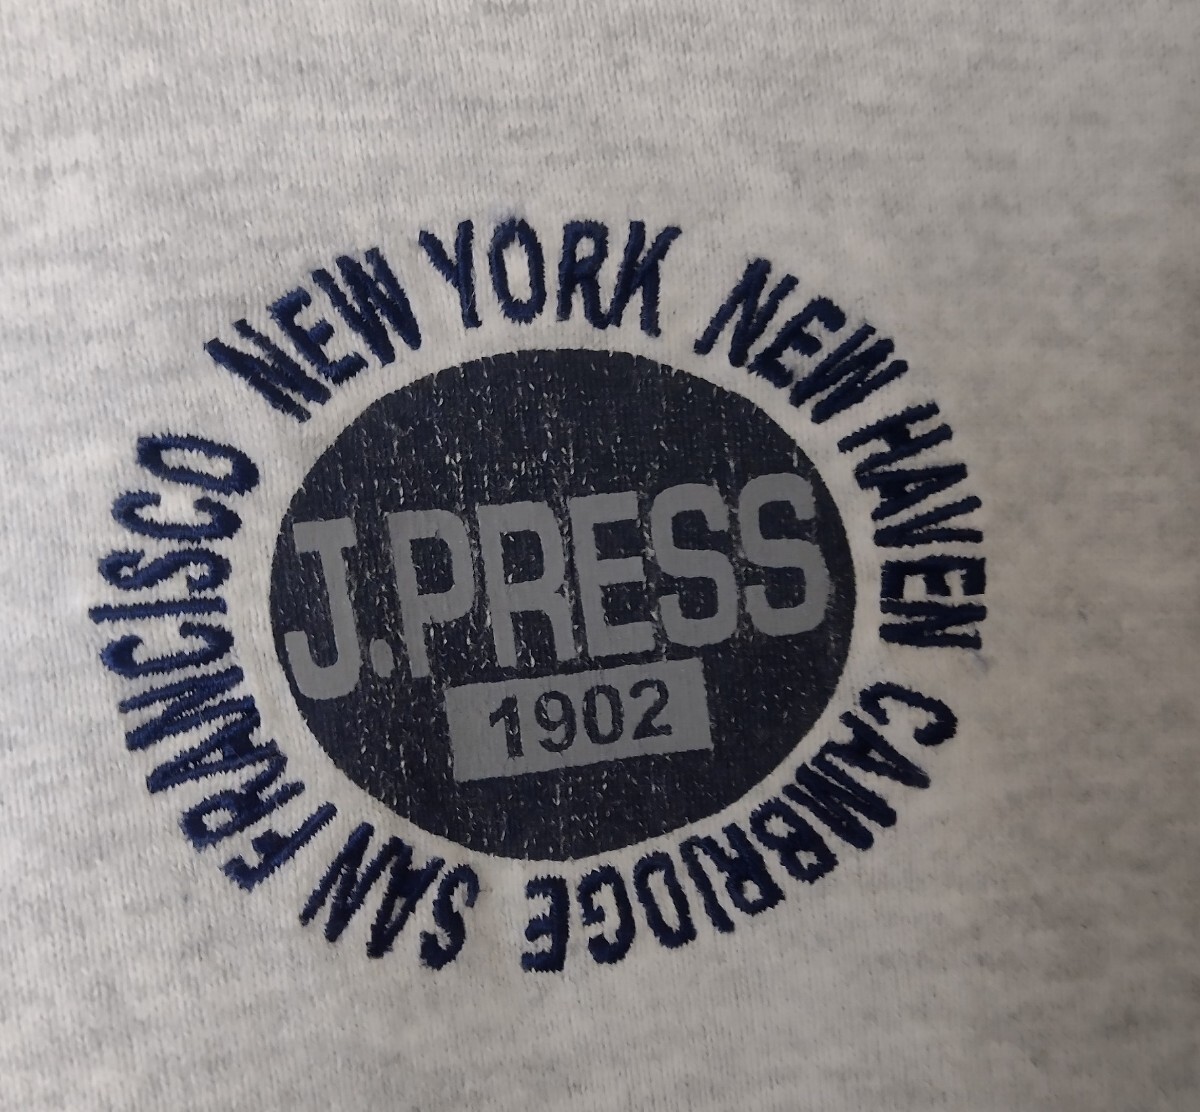 NEW YORK NEW HAVEN CAMBRIDGE SAN FRANCISCO
J.PRESS
1902